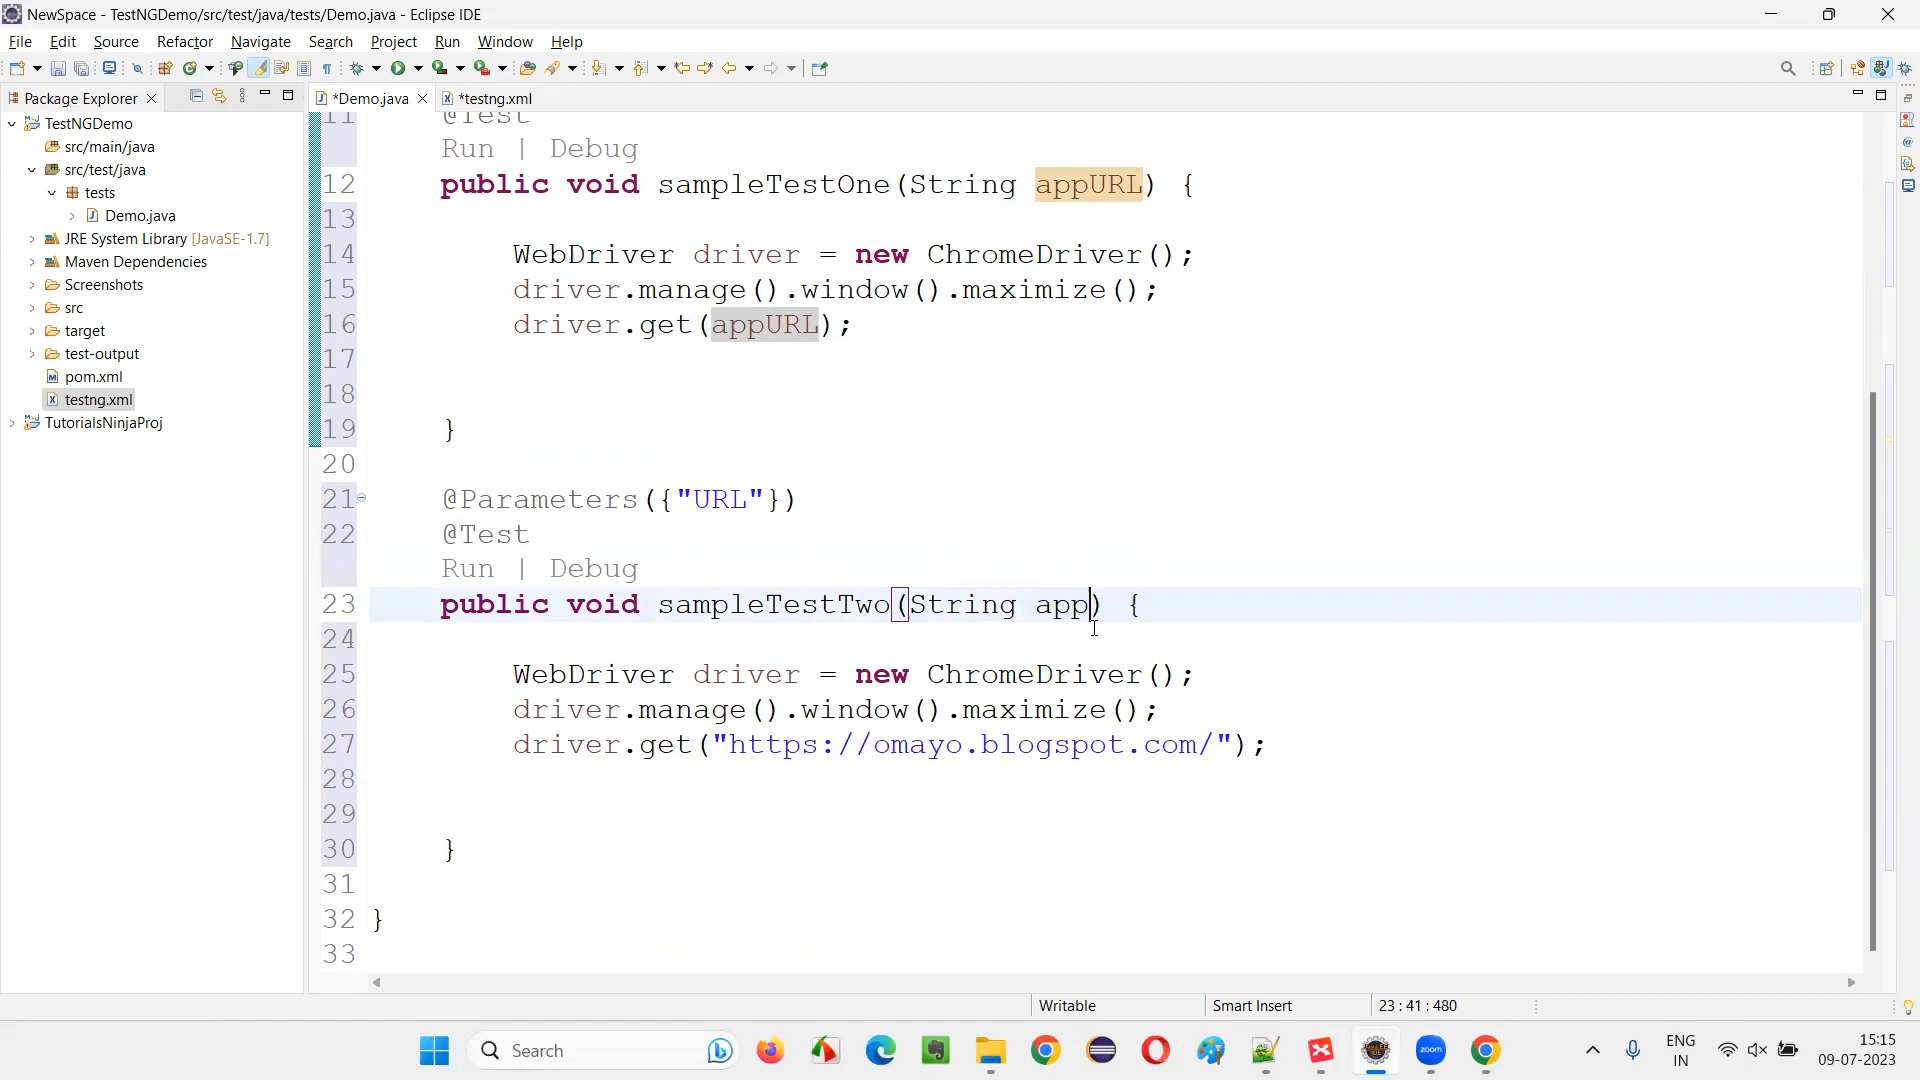 NewSpace - TestNGDemo/src/test/java/tests/Demo.java - Eclipse IDE
File Edit Source Refactor Navigate Search Project Run Window Help
Package Explorer
TestNGDemo
src/main/java
src/test/java
tests
Demo.java
JRE System Library [JavaSE-1.7]
Maven Dependencies
Screenshots
src
target
test-output
pom.xml
testng.xml
TutorialsNinjaProj
*Demo.java *testng.xml
11 @Test
Run | Debug
12 public void sampleTestOne(String appURL) {
13
14 WebDriver driver = new ChromeDriver();
15 driver.manage().window().maximize();
16 driver.get(appURL);
17
18
19 }
20
21 @Parameters({"URL"})
22 @Test
Run | Debug
23 public void sampleTestTwo(String app) {
24
25 WebDriver driver = new ChromeDriver();
26 driver.manage().window().maximize();
27 driver.get("https://omayo.blogspot.com/");
28
29
30 }
31
32 }
33
Writable Smart Insert 23 : 41 : 480
Search
zoom
ENG
IN
15:15
09-07-2023